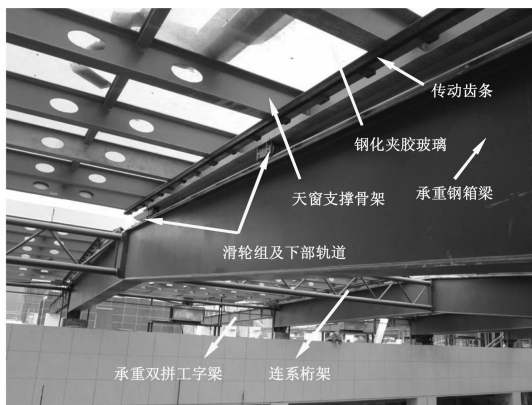 传动齿条
钢化夹胶玻璃
天窗支撑骨架
承重钢箱梁
滑轮组及下部轨道
承重双拼工字梁
连系桁架